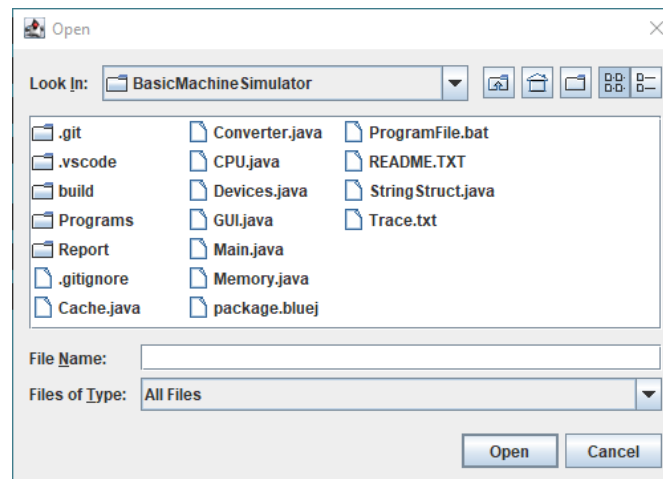 Open
Look In: BasicMachineSimulator
.git
.vscode
build
Programs
Report
.gitignore
Cache.java
Converter.java
CPU.java
Devices.java
GUI.java
Main.java
Memory.java
package.bluej
ProgramFile.bat
README.TXT
StringStruct.java
Trace.txt
File Name:
Files of Type: All Files
Open Cancel